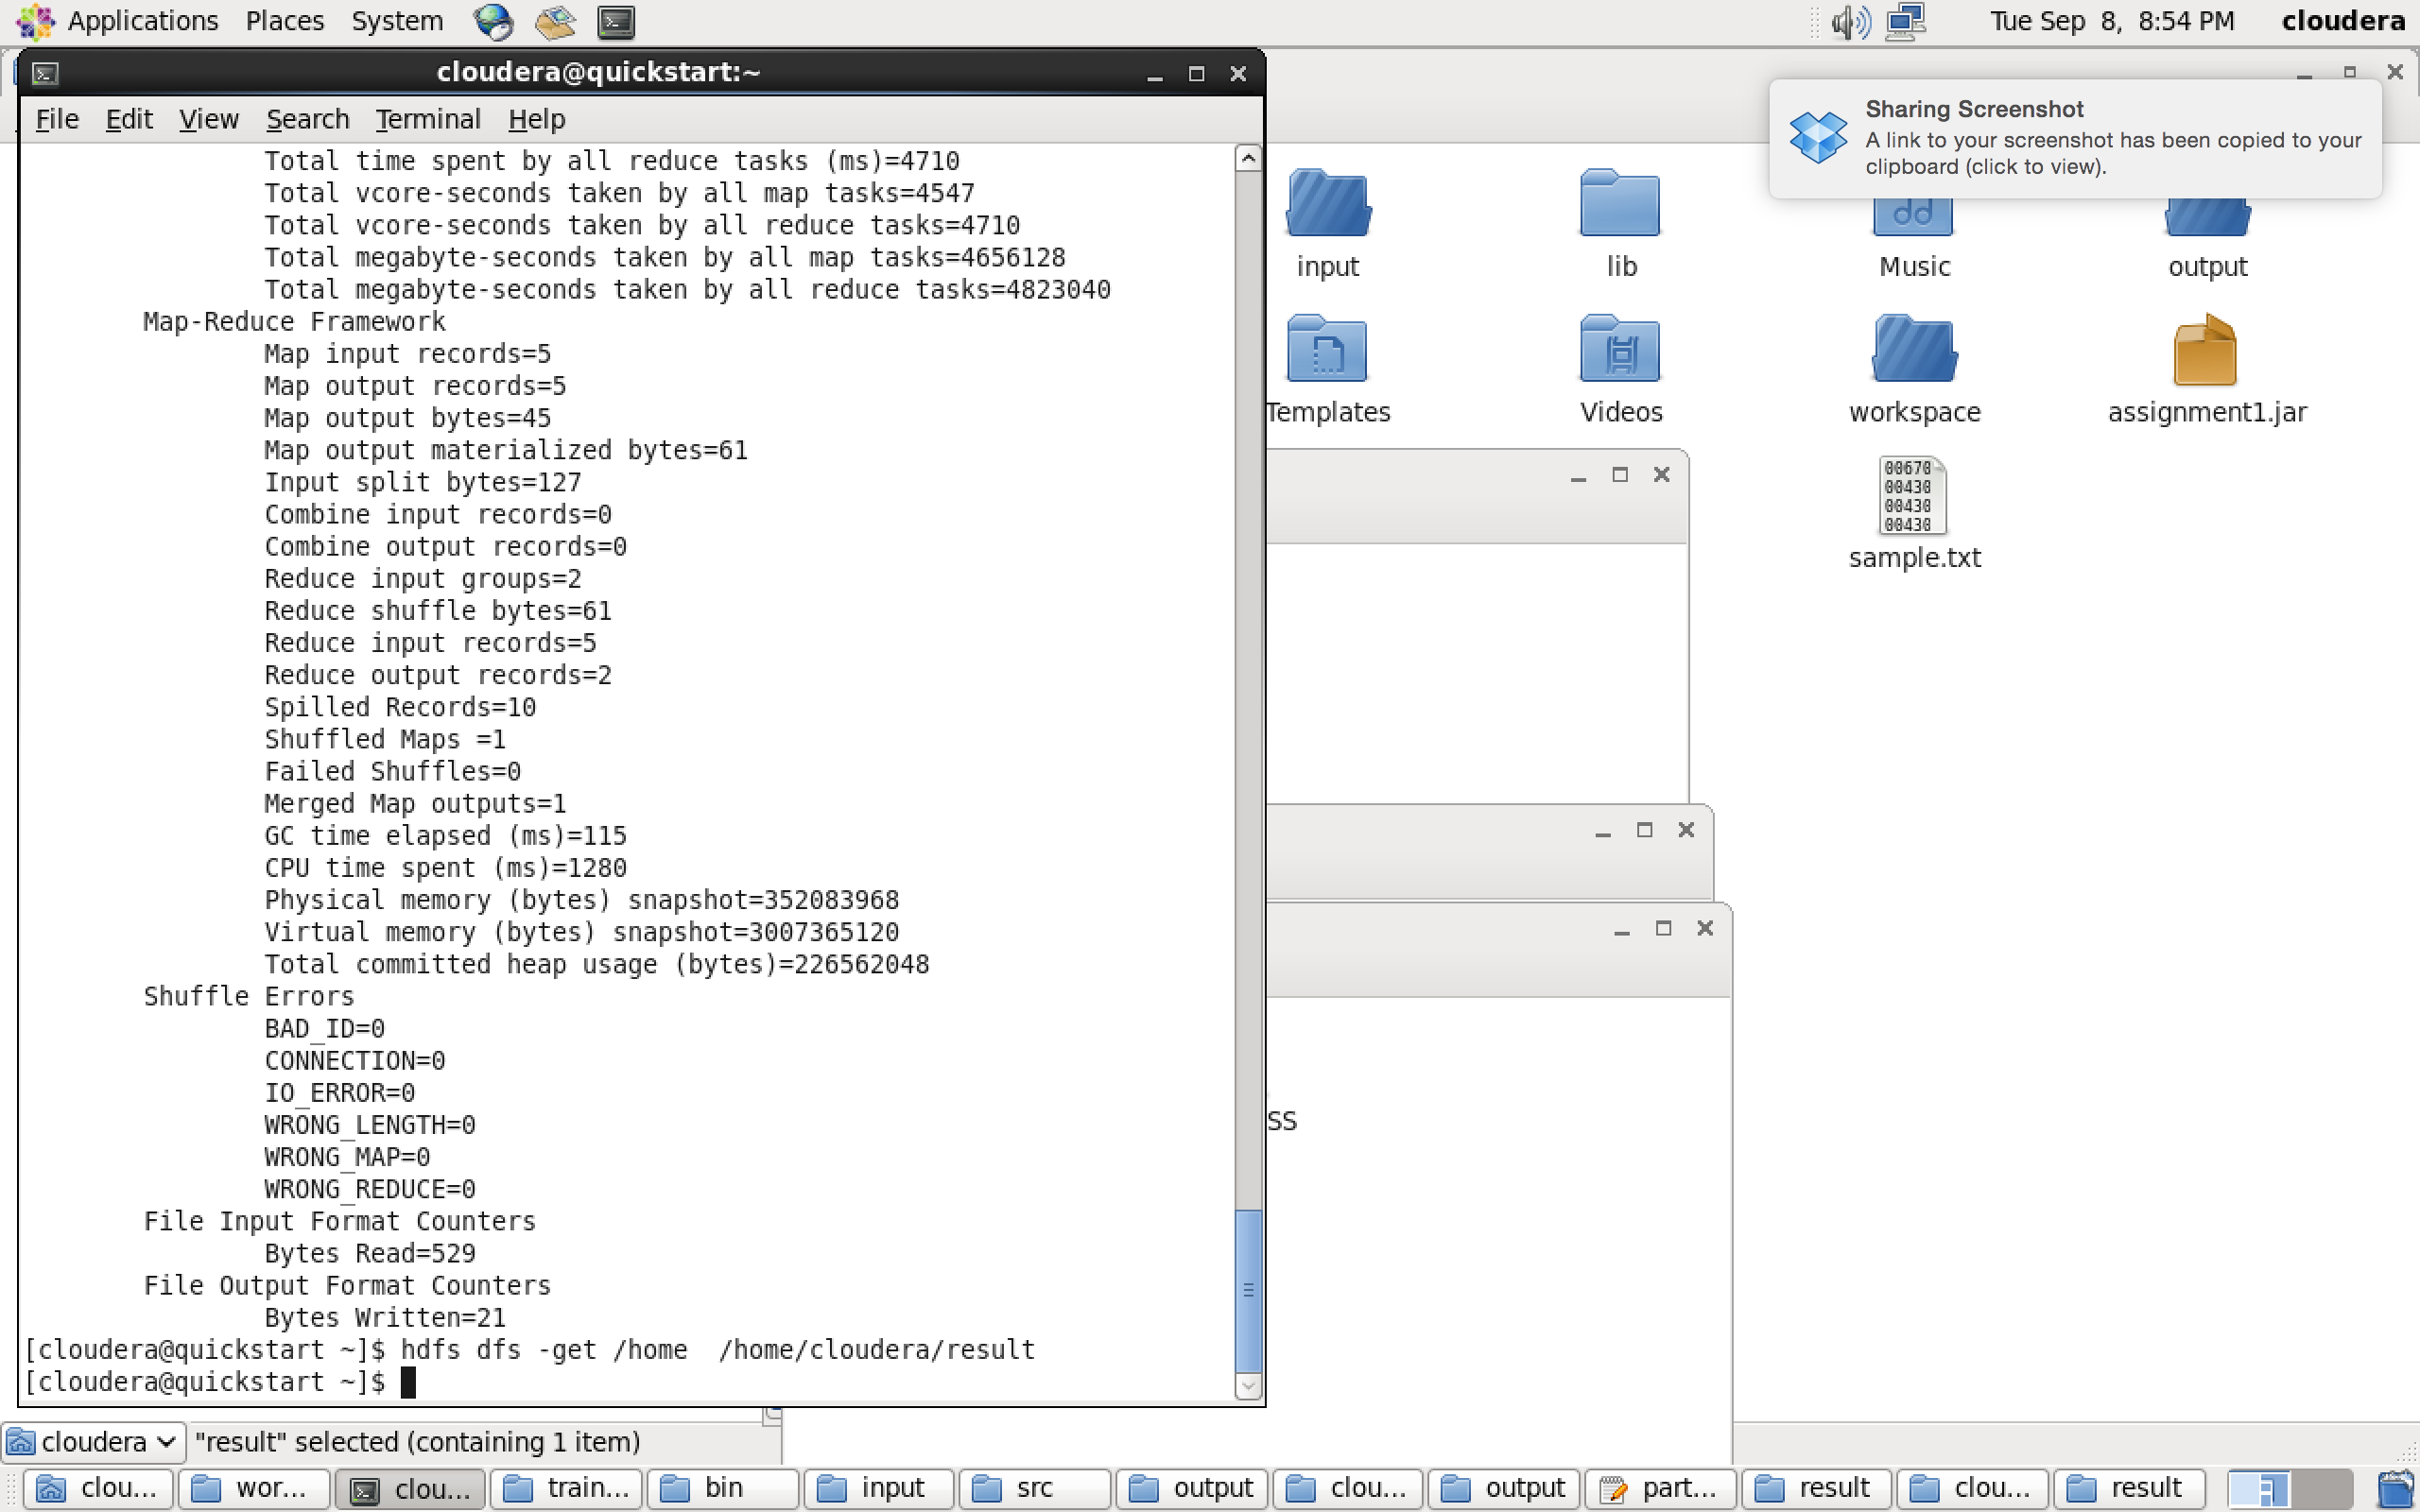 Applications Places System
Tue Sep 8, 8:54 PM cloudera
cloudera@quickstart:~
File Edit View Search Terminal Help
Total time spent by all reduce tasks (ms)=4710
Total vcore-seconds taken by all map tasks=4547
Total vcore-seconds taken by all reduce tasks=4710
Total megabyte-seconds taken by all map tasks=4656128
Total megabyte-seconds taken by all reduce tasks=4823040
Map-Reduce Framework
Map input records=5
Map output records=5
Map output bytes=45
Map output materialized bytes=61
Input split bytes=127
Combine input records=0
Combine output records=0
Reduce input groups=2
Reduce shuffle bytes=61
Reduce input records=5
Reduce output records=2
Spilled Records=10
Shuffled Maps =1
Failed Shuffles=0
Merged Map outputs=1
GC time elapsed (ms)=115
CPU time spent (ms)=1280
Physical memory (bytes) snapshot=352083968
Virtual memory (bytes) snapshot=3007365120
Total committed heap usage (bytes)=226562048
Shuffle Errors
BAD_ID=0
CONNECTION=0
IO_ERROR=0
WRONG_LENGTH=0
WRONG_MAP=0
WRONG_REDUCE=0
File Input Format Counters
Bytes Read=529
File Output Format Counters
Bytes Written=21
[cloudera@quickstart ~]$ hdfs dfs -get /home  /home/cloudera/result
[cloudera@quickstart ~]$
Sharing Screenshot
A link to your screenshot has been copied to your
clipboard (click to view).
input lib Music output
Templates Videos workspace assignment1.jar
00670
00430
00430
00430
sample.txt
SS
cloudera "result" selected (containing 1 item)
clou... wor... clou... train... bin input src output clou... output part... result clou... result